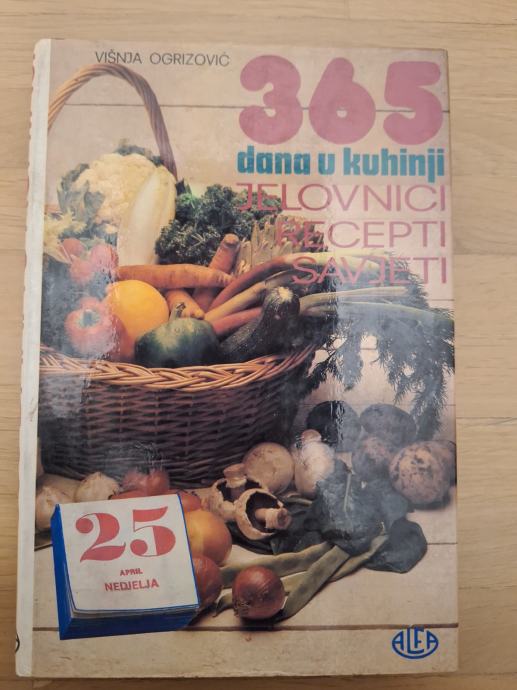 VIŠNJA OGRIZOVIĆ
365
dana u kuhinji
JELOVNICI
RECEPTI
SAVJETI
25
APRIL
NEDJELJA
ALFA